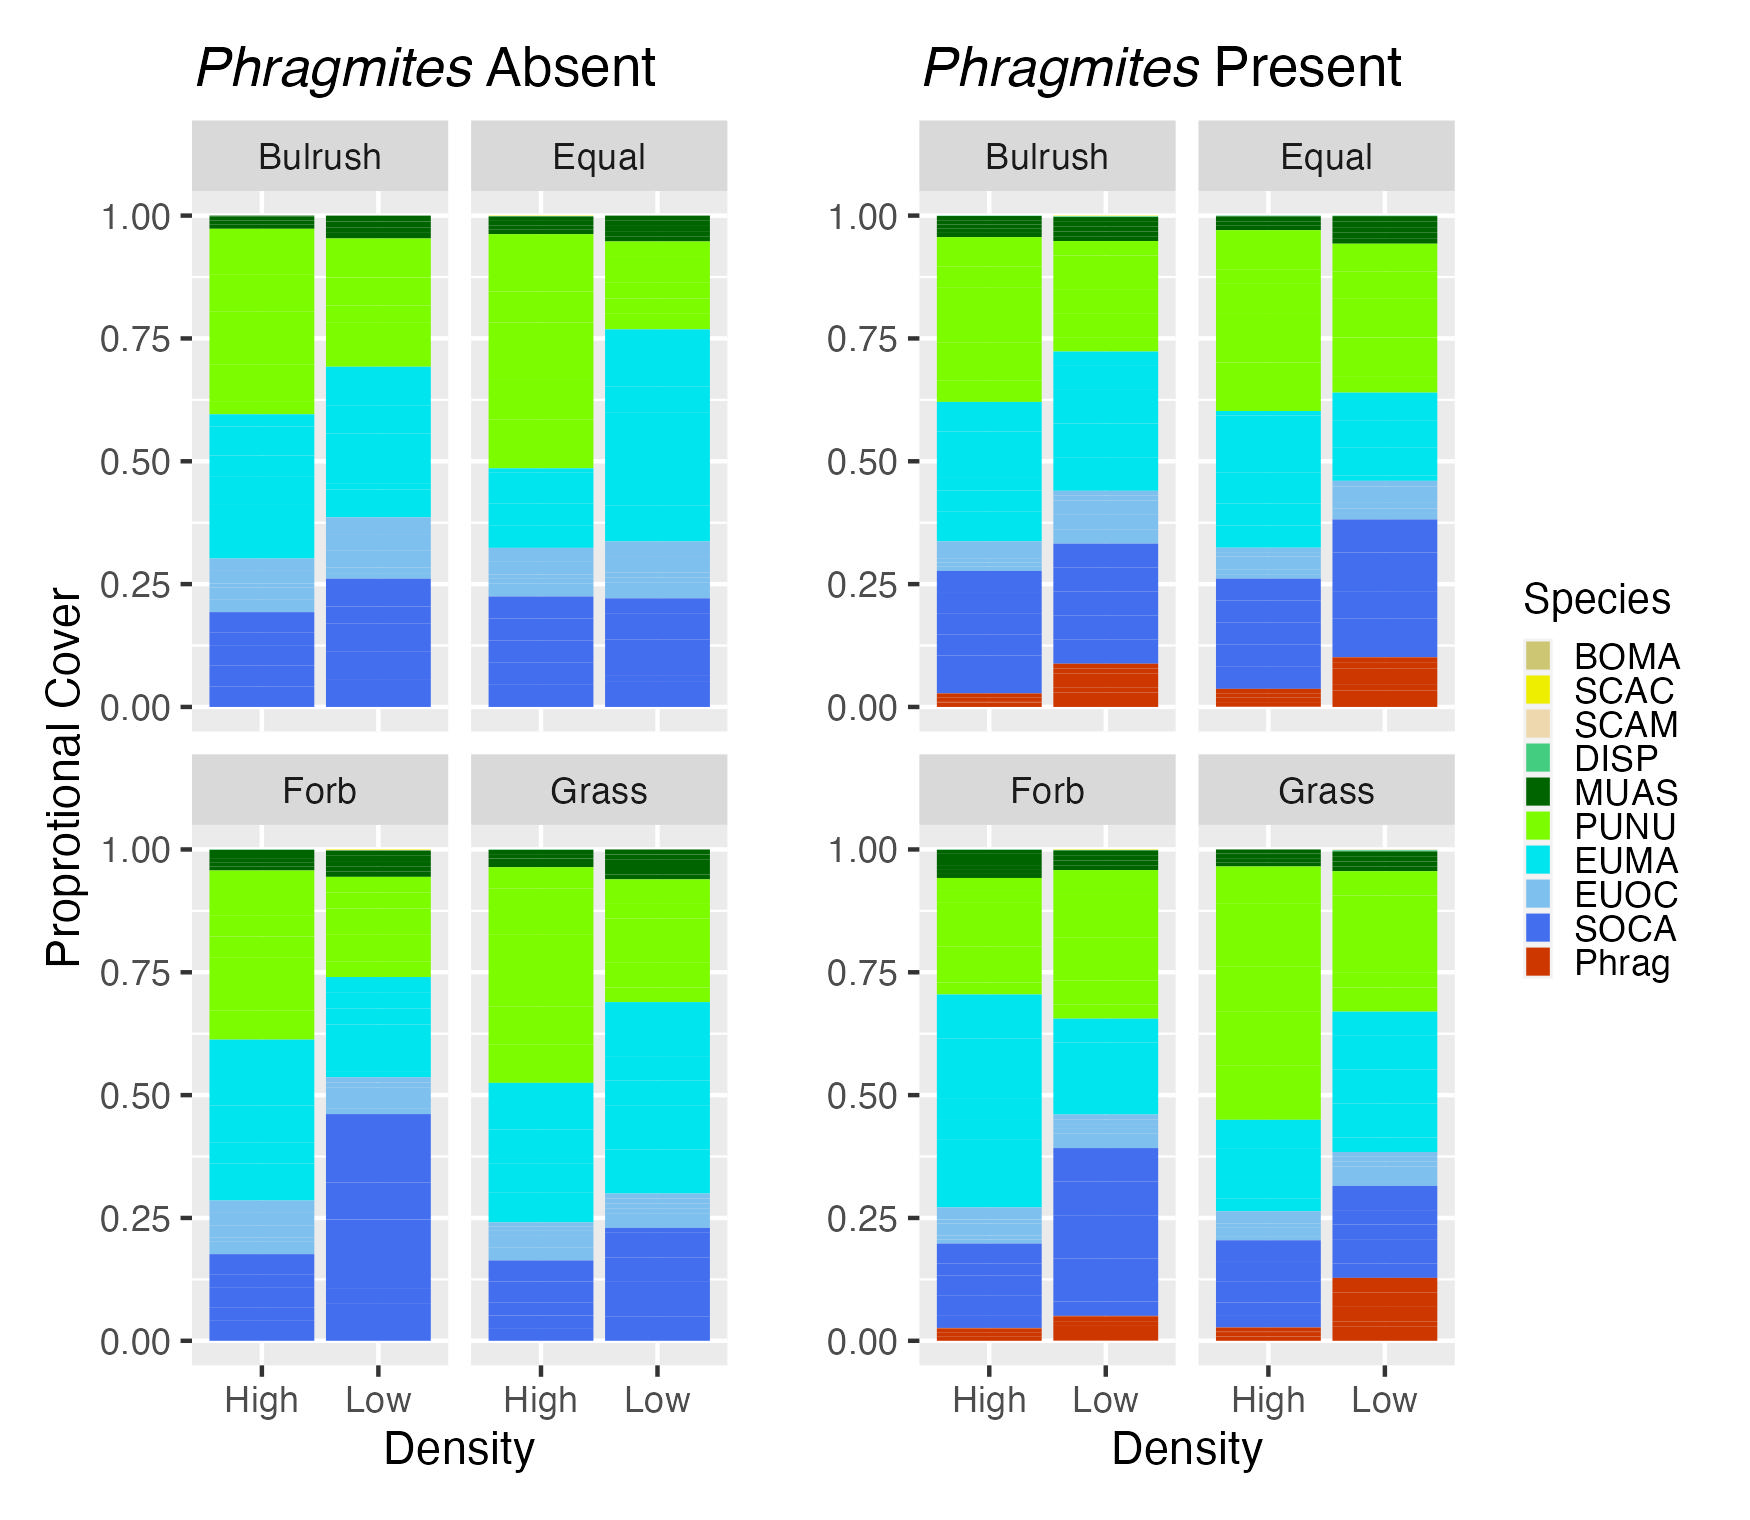 Phragmites Absent
Phragmites Present
Bulrush
Equal
Bulrush
Equal
1.00
0.75
0.50
0.25
0.00
1.00
0.75
0.50
0.25
0.00
Forb
Grass
Forb
Grass
1.00
0.75
0.50
0.25
0.00
1.00
0.75
0.50
0.25
0.00
High Low High Low
High Low High Low
Density
Density
Proprotional Cover
Species
BOMA
SCAC
SCAM
DISP
MUAS
PUNU
EUMA
EUOC
SOCA
Phrag